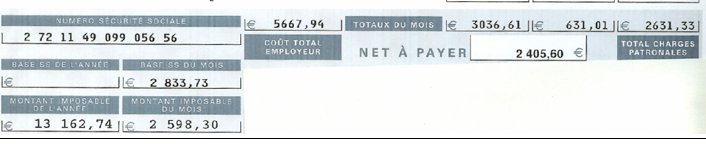 NUMÉRO SÉCURITÉ SOCIALE
2 72 11 49 099 056 56
€ 5667,94
TOTAUX DU MOIS
€ 3036,61
€ 631,01
€ 2631,33
COÛT TOTAL
EMPLOYEUR
NET À PAYER
2 405,60 €
TOTAL CHARGES
PATRONALES
BASE SS DE L'ANNÉE
BASE SS DU MOIS
€
€ 2 833,73
MONTANT IMPOSABLE
DE L'ANNÉE
MONTANT IMPOSABLE
DU MOIS
€ 13 162,74
€ 2 598,30